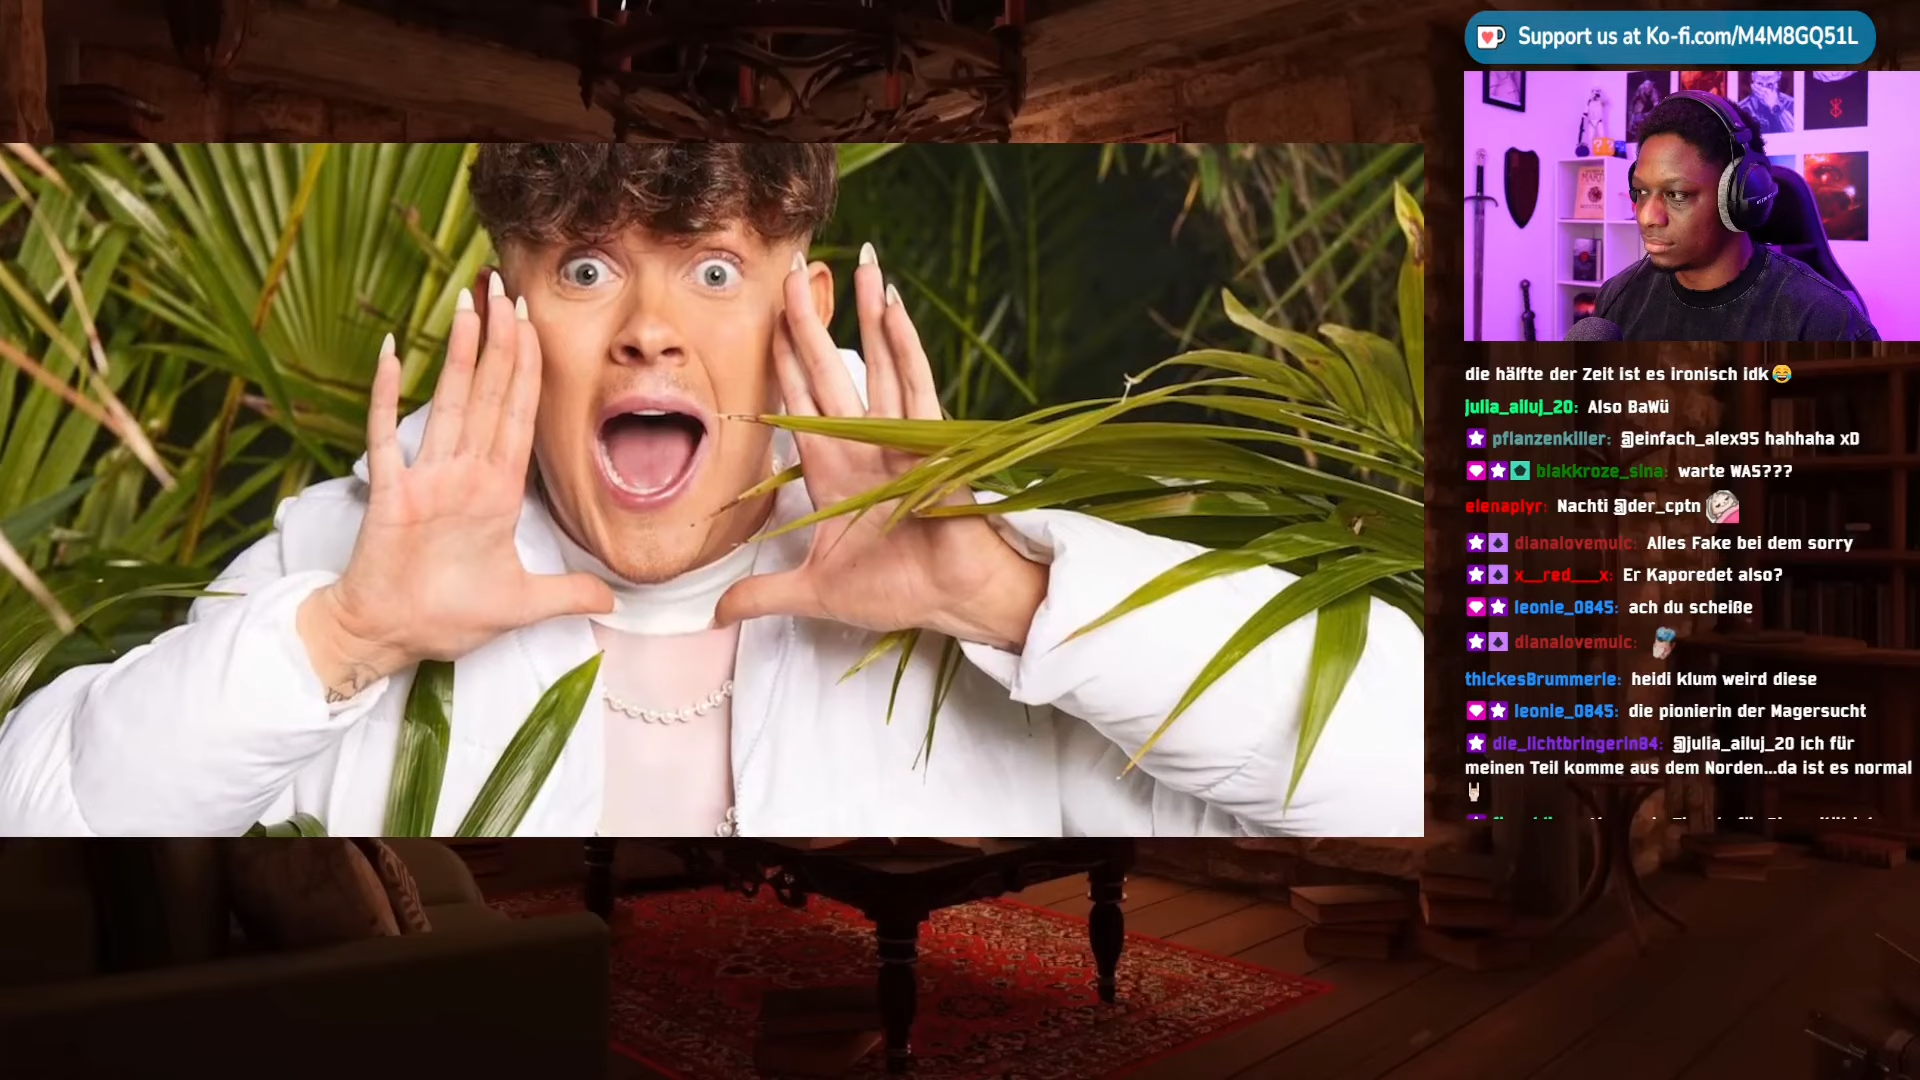 Support us at Ko-fi.com/M4M8GQ51L
MART
die hälfte der Zeit ist es ironisch idk
julia_ailuj_20: Also BaWü
pflanzenkiller: @einfach_alex95 hahhaha xD
blakkroze_sina: warte WAS???
elenaplyr: Nachti @der_cptn
dianalovemulc: Alles Fake bei dem sorry
x__red___x: Er Kaporedet also?
leonie_0845: ach du scheiße
dianalovemulc:
thickesBrummerle: heidi klum weird diese
leonie_0845: die pionierin der Magersucht
die_lichtbringerin84: @julia_ailuj_20 ich für
meinen Teil komme aus dem Norden...da ist es normal